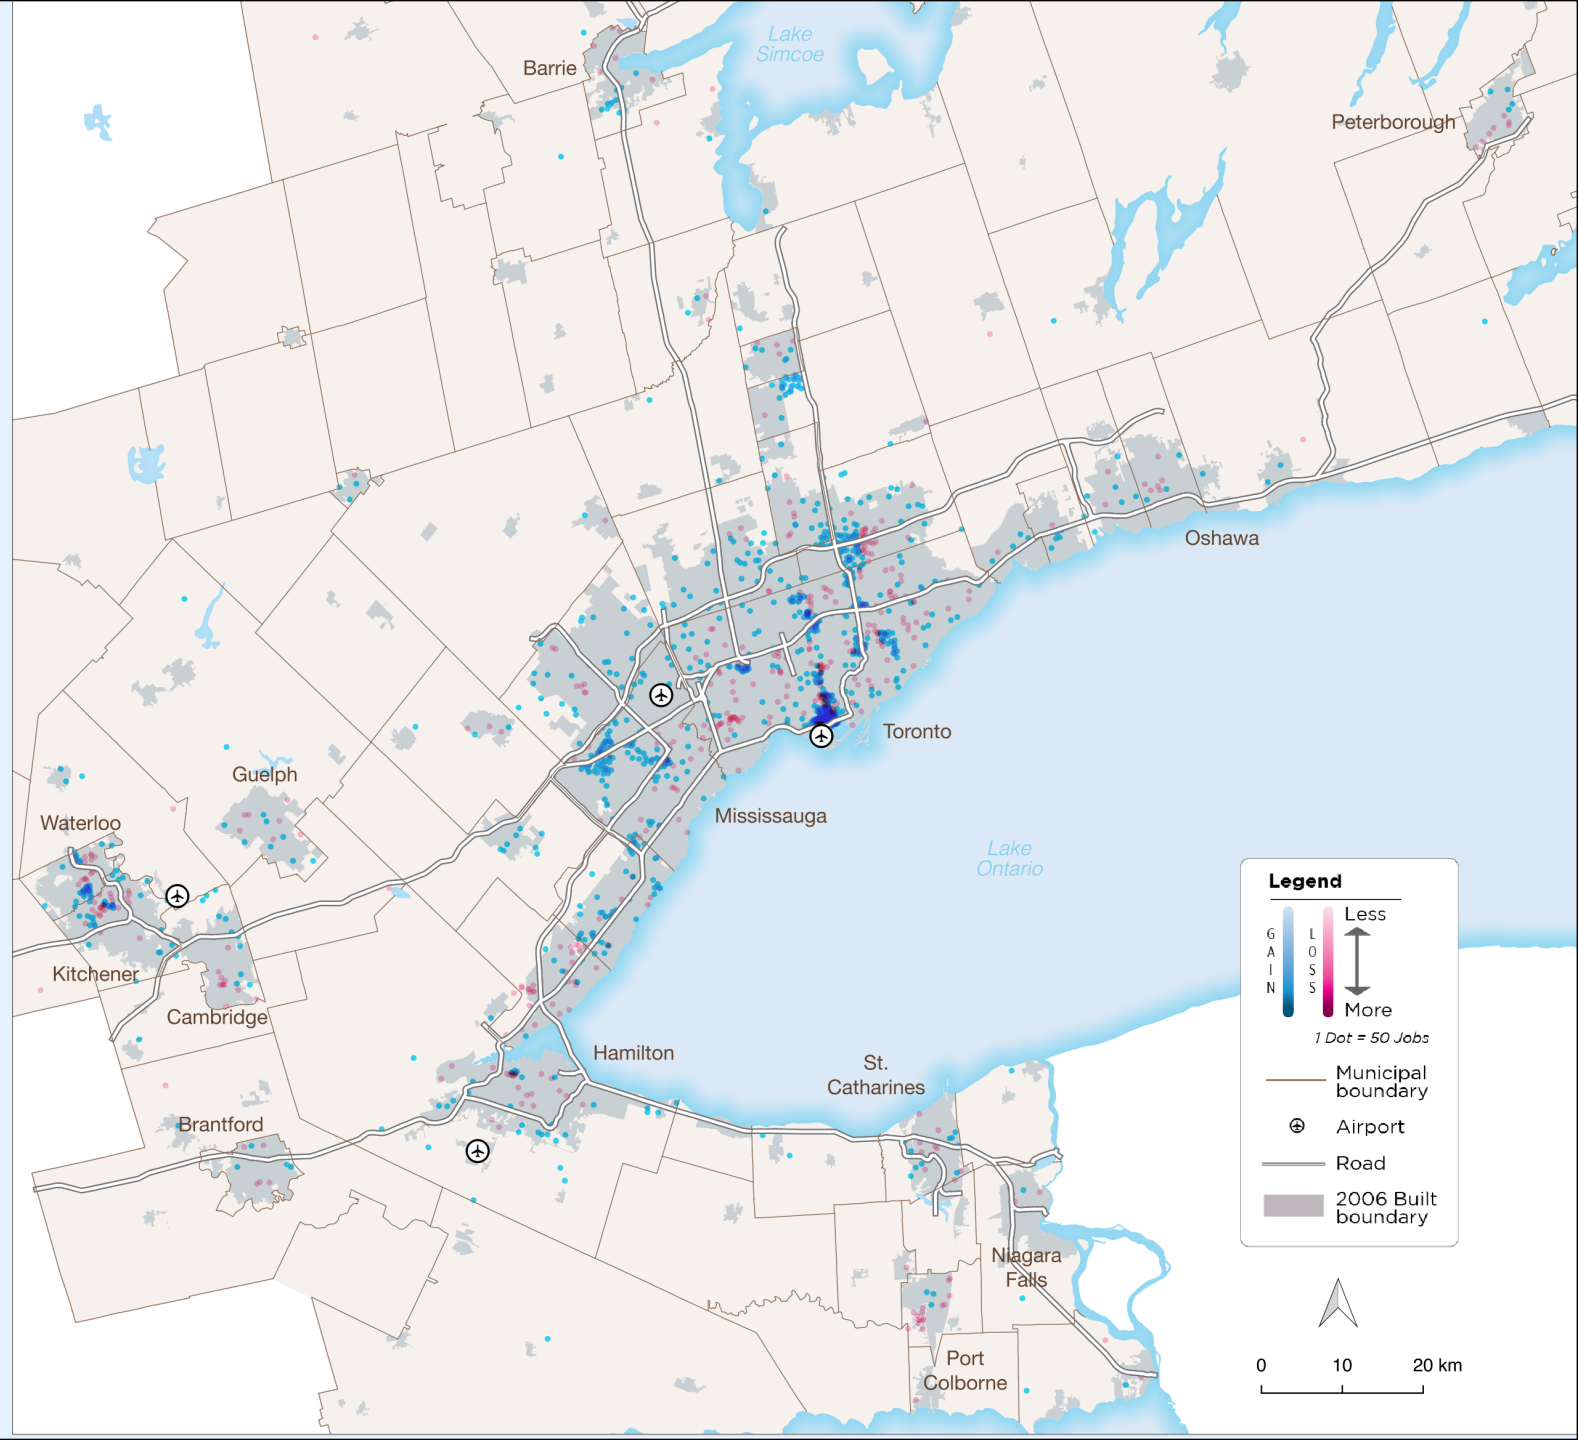 Lake
Simcoe
Barrie
Peterborough
Oshawa
Toronto
Guelph
Mississauga
Waterloo
Lake
Ontario
Kitchener
Cambridge
Hamilton
St.
Catharines
Brantford
Niagara
Falls
Port
Colborne
Legend
GAIN
LOSS
Less
More
1 Dot = 50 Jobs
Municipal
boundary
Airport
Road
2006 Built
boundary
0 10 20 km